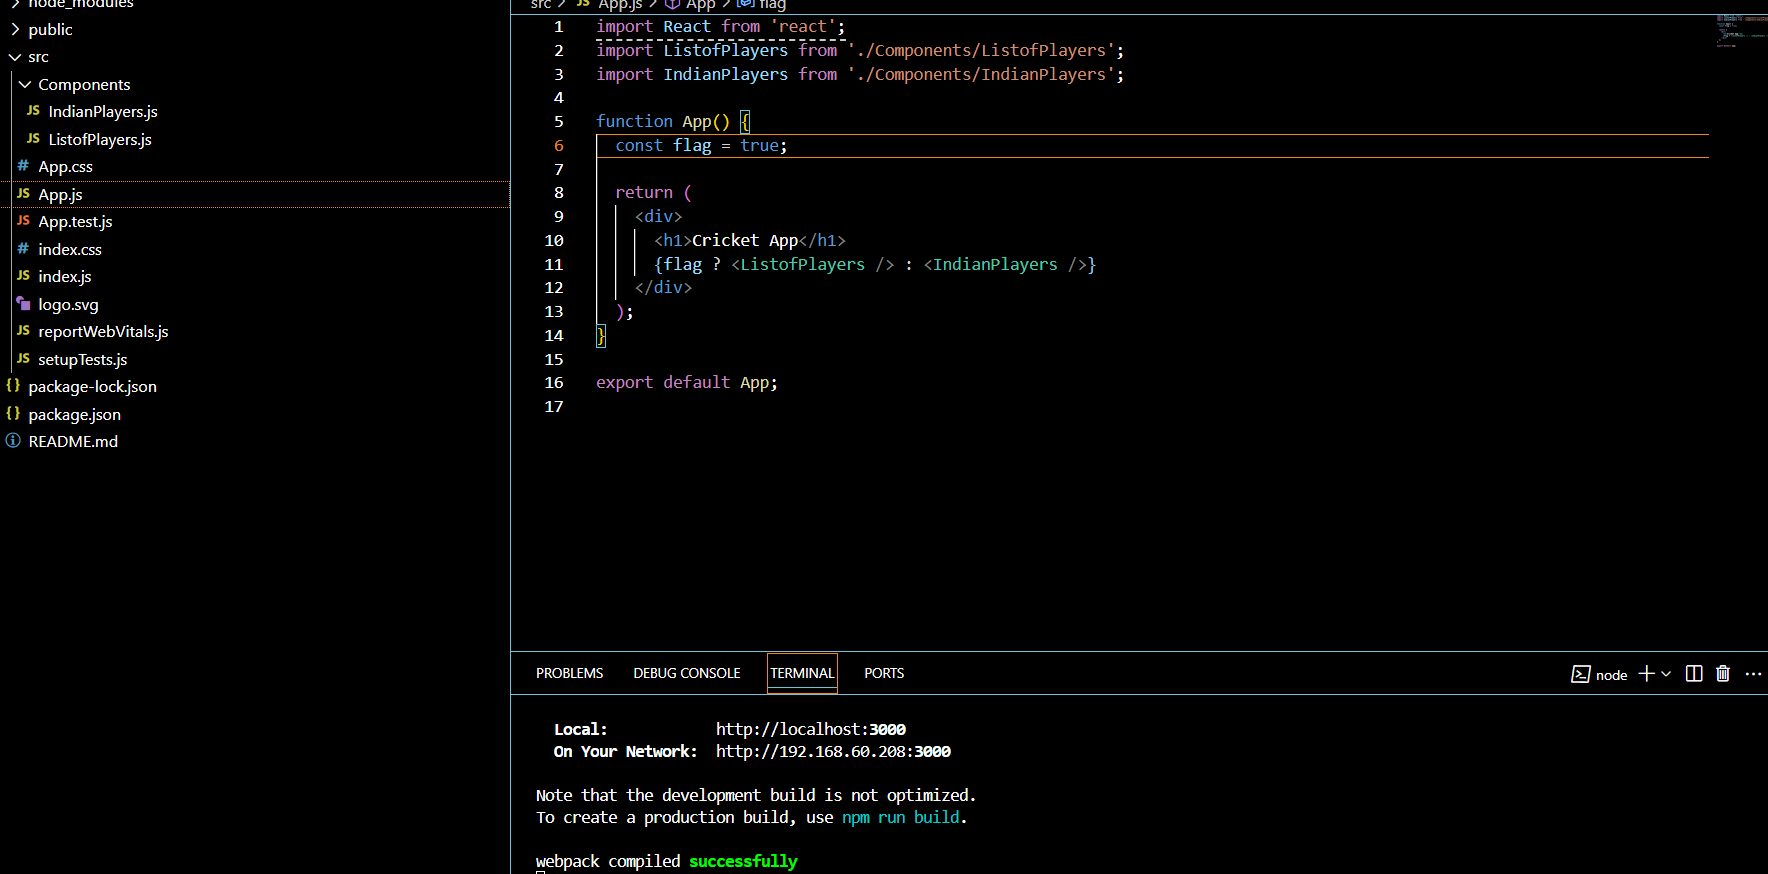 node_modules
public
src
Components
JS IndianPlayers.js
JS ListofPlayers.js
# App.css
JS App.js
JS App.test.js
# index.css
JS index.js
logo.svg
JS reportWebVitals.js
JS setupTests.js
{} package-lock.json
{} package.json
README.md
src > JS App.js > App > flag
1 import React from 'react';
2 import ListofPlayers from './Components/ListofPlayers';
3 import IndianPlayers from './Components/IndianPlayers';
4
5 function App() {
6 const flag = true;
7
8 return (
9 <div>
10 <h1>Cricket App</h1>
11 {flag ? <ListofPlayers /> : <IndianPlayers />}
12 </div>
13 );
14 }
15
16 export default App;
17
PROBLEMS DEBUG CONSOLE TERMINAL PORTS node
Local: http://localhost:3000
On Your Network: http://192.168.60.208:3000
Note that the development build is not optimized.
To create a production build, use npm run build.
webpack compiled successfully